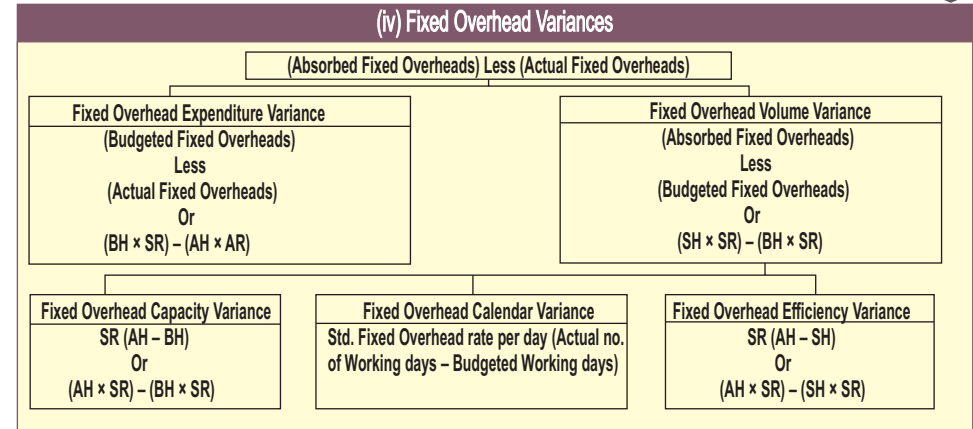 (iv) Fixed Overhead Variances
(Absorbed Fixed Overheads) Less (Actual Fixed Overheads)
Fixed Overhead Expenditure Variance
(Budgeted Fixed Overheads)
Less
(Actual Fixed Overheads)
Or
(BH × SR) – (AH × AR)
Fixed Overhead Volume Variance
(Absorbed Fixed Overheads)
Less
(Budgeted Fixed Overheads)
Or
(SH × SR) – (BH × SR)
Fixed Overhead Capacity Variance
SR (AH – BH)
Or
(AH × SR) – (BH × SR)
Fixed Overhead Calendar Variance
Std. Fixed Overhead rate per day (Actual no.
of Working days – Budgeted Working days)
Fixed Overhead Efficiency Variance
SR (AH – SH)
Or
(AH × SR) – (SH × SR)